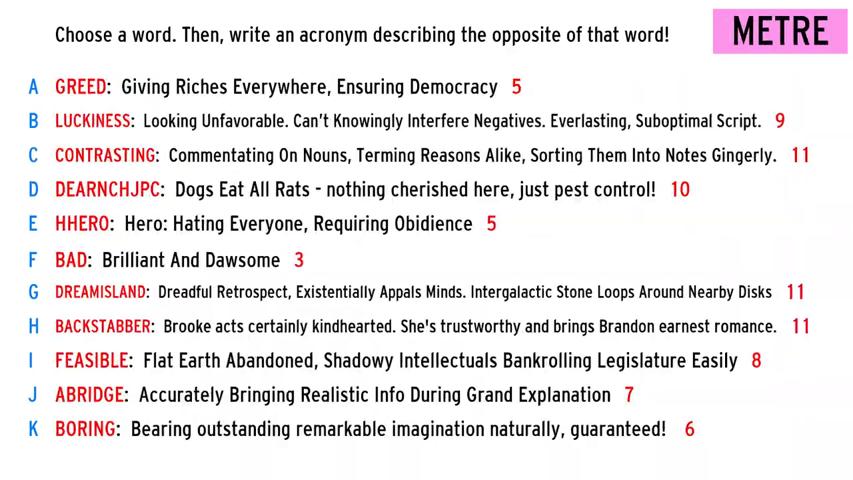 Choose a word. Then, write an acronym describing the opposite of that word!
METRE
A GREED: Giving Riches Everywhere, Ensuring Democracy 5
B LUCKINESS: Looking Unfavorable. Can't Knowingly Interfere Negatives. Everlasting, Suboptimal Script. 9
C CONTRASTING: Commentating On Nouns, Terming Reasons Alike, Sorting Them Into Notes Gingerly. 11
D DEARNCHJPC: Dogs Eat All Rats - nothing cherished here, just pest control! 10
E HHERO: Hero: Hating Everyone, Requiring Obidience 5
F BAD: Brilliant And Dawsome 3
G DREAMISLAND: Dreadful Retrospect, Existentially Appals Minds. Intergalactic Stone Loops Around Nearby Disks 11
H BACKSTABBER: Brooke acts certainly kindhearted. She's trustworthy and brings Brandon earnest romance. 11
I FEASIBLE: Flat Earth Abandoned, Shadowy Intellectuals Bankrolling Legislature Easily 8
J ABRIDGE: Accurately Bringing Realistic Info During Grand Explanation 7
K BORING: Bearing outstanding remarkable imagination naturally, guaranteed! 6